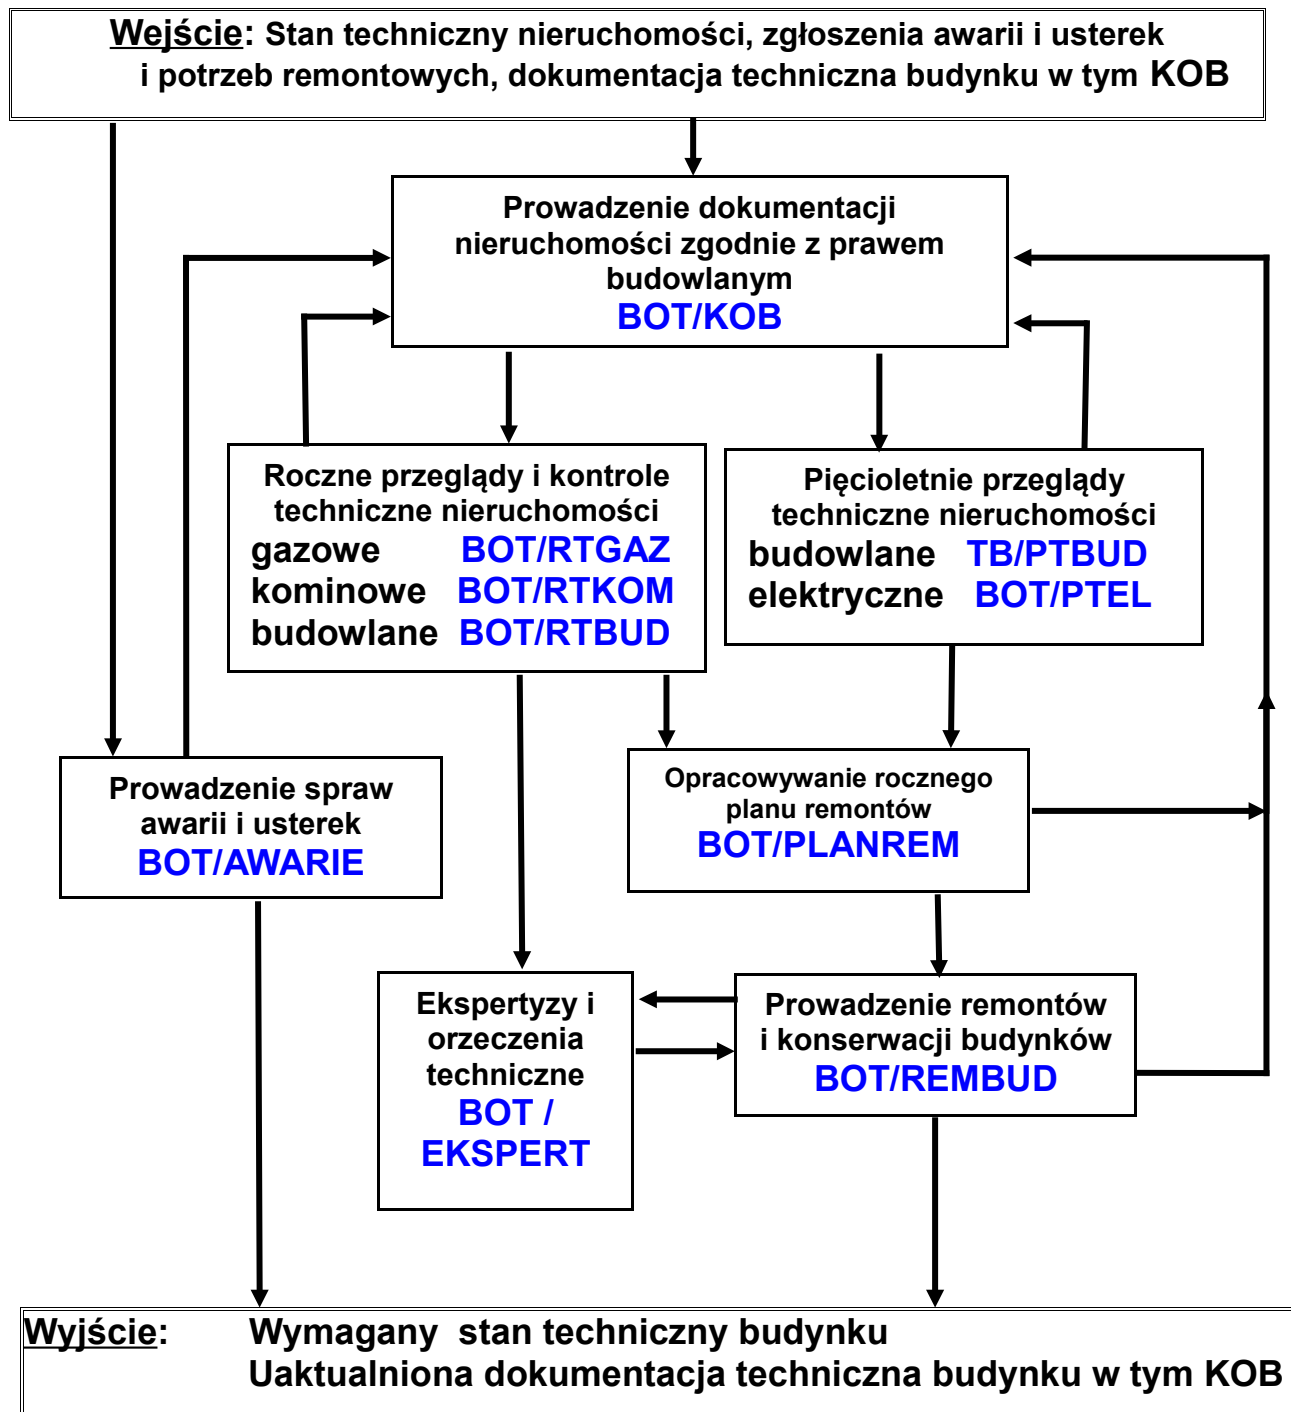 Wejście: Stan techniczny nieruchomości, zgłoszenia awarii i usterek
i potrzeb remontowych, dokumentacja techniczna budynku w tym KOB
Prowadzenie dokumentacji
nieruchomości zgodnie z prawem
budowlanym
BOT/KOB
Roczne przeglądy i kontrole
techniczne nieruchomości
gazowe BOT/RTGAZ
kominowe BOT/RTKOM
budowlane BOT/RTBUD
Pięcioletnie przeglądy
techniczne nieruchomości
budowlane TB/PTBUD
elektryczne BOT/PTEL
Prowadzenie spraw
awarii i usterek
BOT/AWARIE
Opracowywanie rocznego
planu remontów
BOT/PLANREM
Ekspertyzy i
orzeczenia
techniczne
BOT /
EKSPERT
Prowadzenie remontów
i konserwacji budynków
BOT/REMBUD
Wyjście: Wymagany stan techniczny budynku
Uaktualniona dokumentacja techniczna budynku w tym KOB